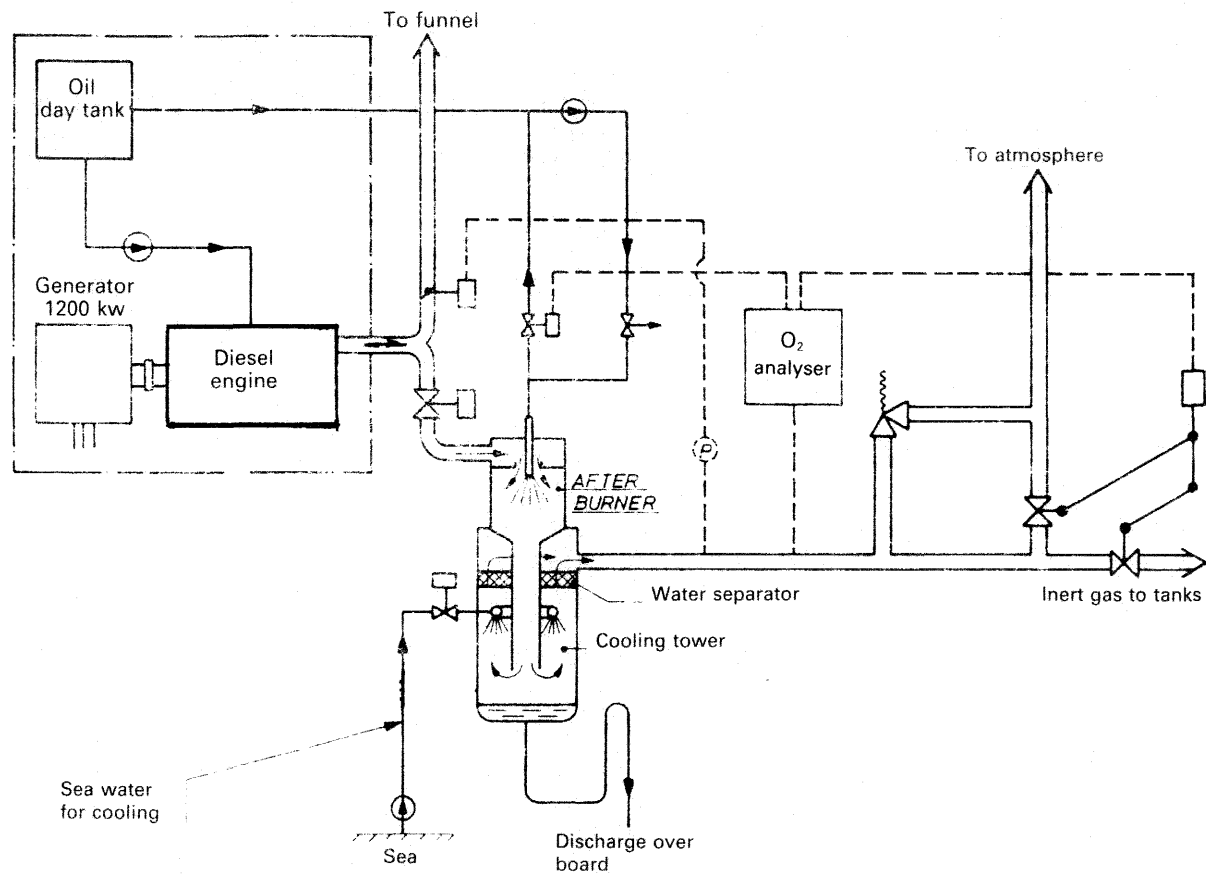 To funnel
Oil
day tank
To atmosphere
Generator
1200 kw
Diesel
engine
O₂
analyser
P
AFTER
BURNER
Water separator
Inert gas to tanks
Cooling tower
Sea water
for cooling
Sea
Discharge over
board